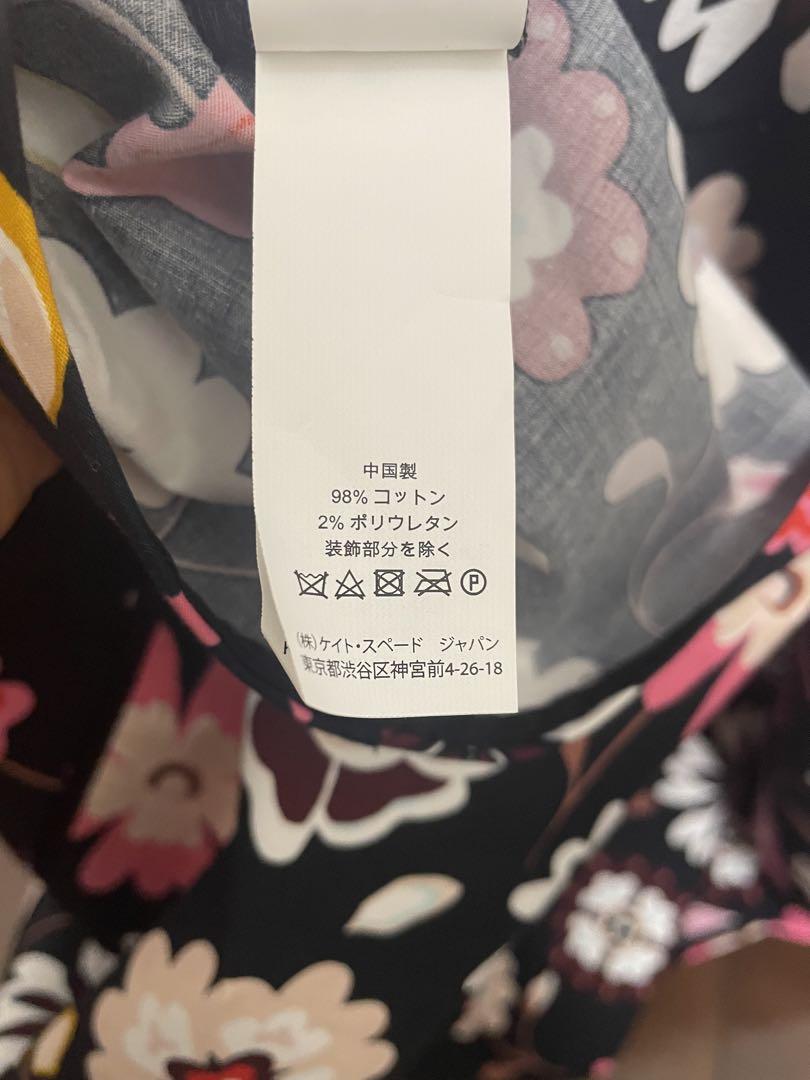 中国製
98% コットン
2% ポリウレタン
装飾部分を除く
P
(株)ケイト・スペード ジャパン
東京都渋谷区神宮前4-26-18